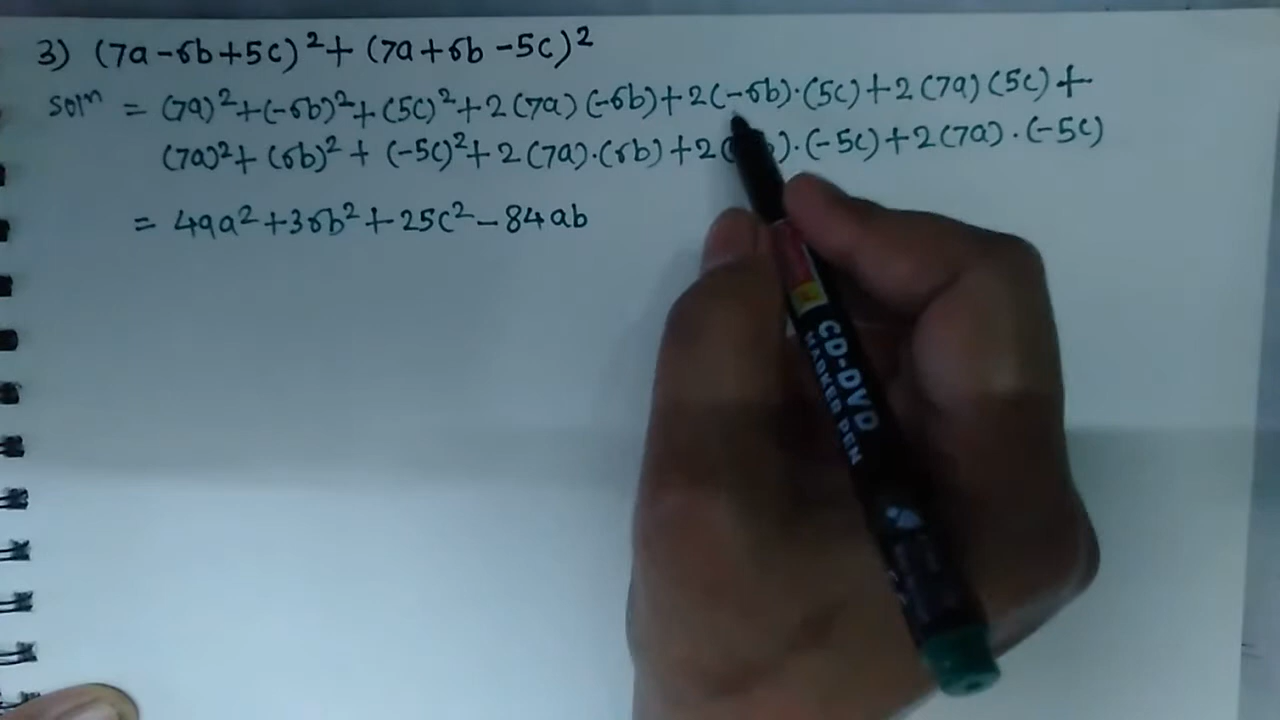 3) (7a-6b+5c)²+(7a+6b-5c)²
Solⁿ = (7a)²+(-6b)²+(5c)²+2(7a)(-6b)+2(-6b)·(5c)+2(7a)(5c)+
(7a)²+(6b)²+(-5c)²+2(7a)·(6b)+2( )·(-5c)+2(7a)·(-5c)
= 49a²+36b²+25c²-84ab
CD-DVD
MARKER PEN